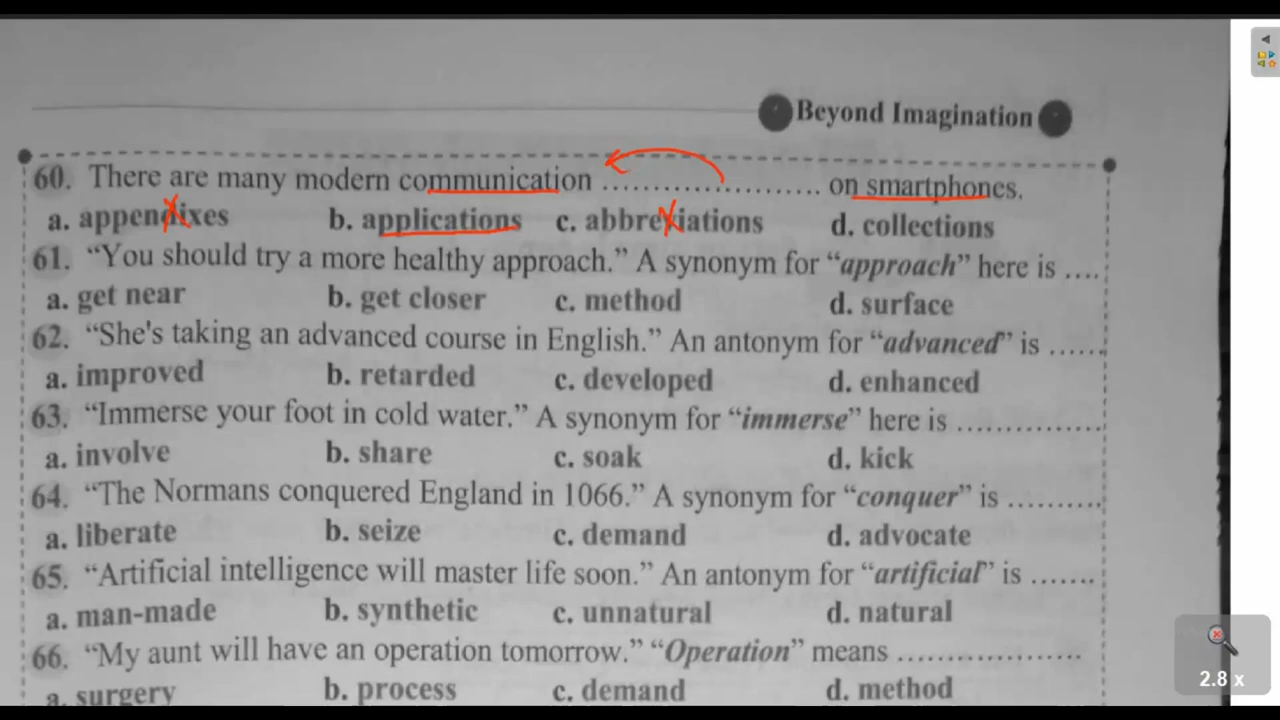 Beyond Imagination
60. There are many modern communication ........................ on smartphones.
a. appendixes b. applications c. abbreviations d. collections
61. “You should try a more healthy approach.” A synonym for “approach” here is ....
a. get near b. get closer c. method d. surface
62. “She's taking an advanced course in English.” An antonym for “advanced” is ......
a. improved b. retarded c. developed d. enhanced
63. “Immerse your foot in cold water.” A synonym for “immerse” here is ..............
a. involve b. share c. soak d. kick
64. “The Normans conquered England in 1066.” A synonym for “conquer” is ..........
a. liberate b. seize c. demand d. advocate
65. “Artificial intelligence will master life soon.” An antonym for “artificial” is .......
a. man-made b. synthetic c. unnatural d. natural
66. “My aunt will have an operation tomorrow.” “Operation” means ...................
a. surgery b. process c. demand d. method
2.8 x